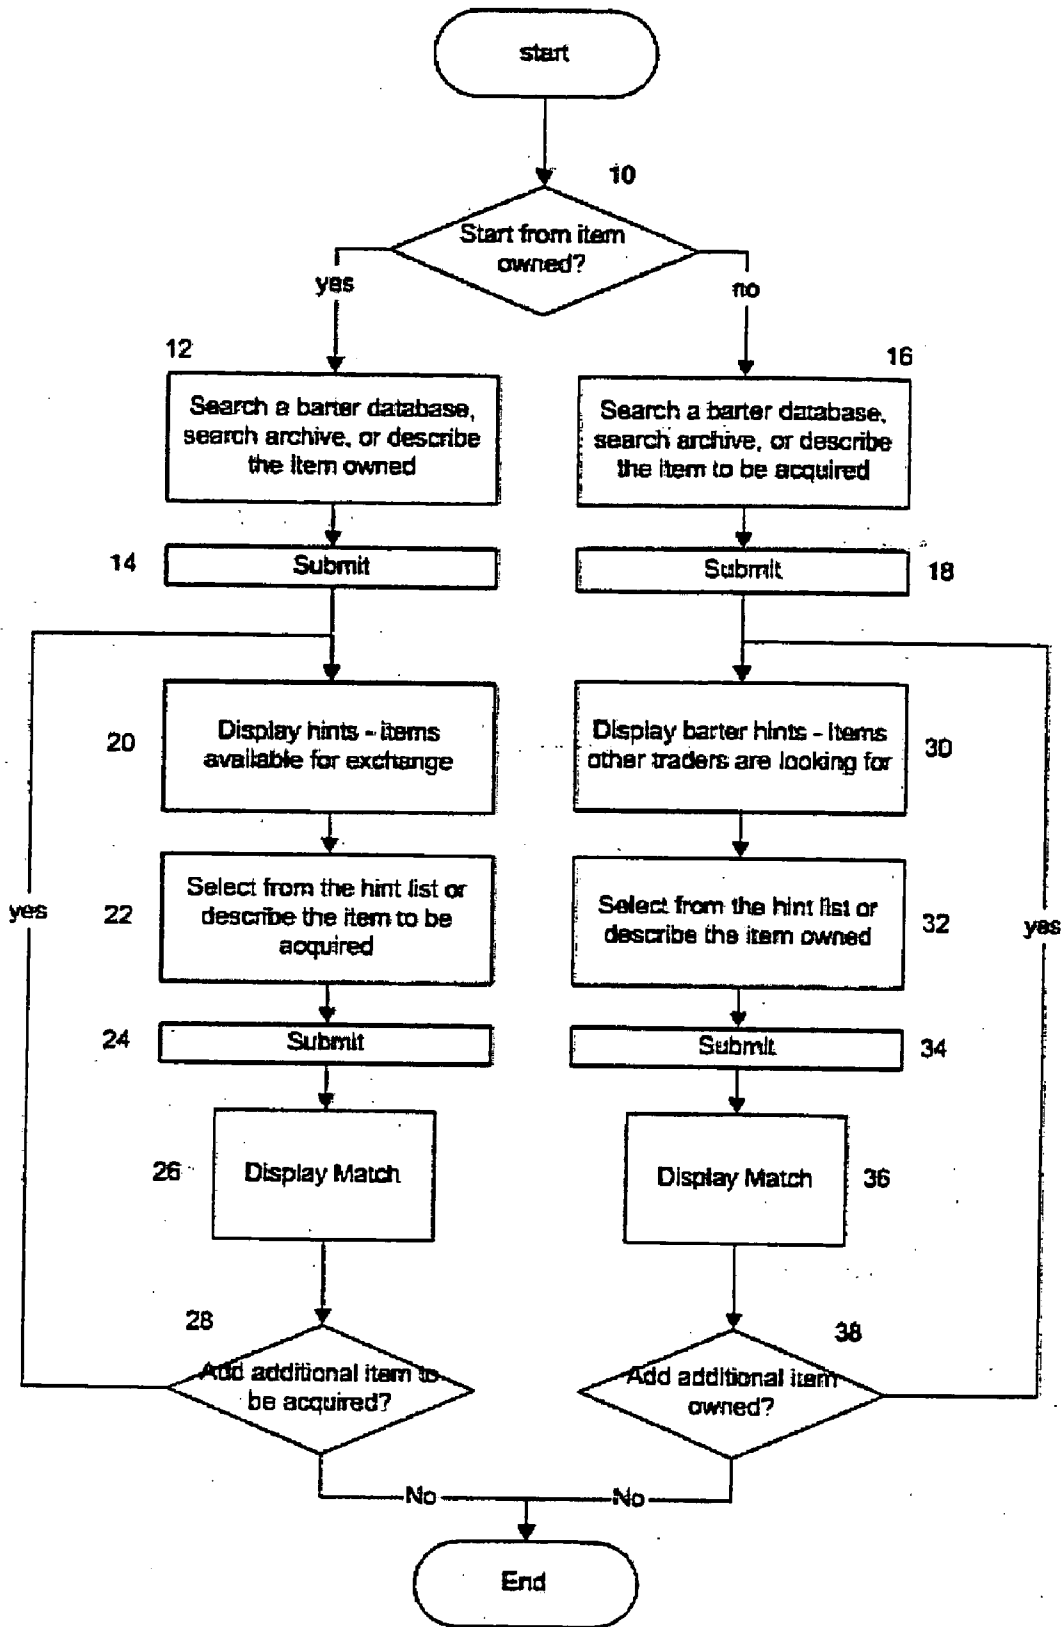 start
10
Start from item
owned?
yes
no
12
Search a barter database,
search archive, or describe
the item owned
16
Search a barter database,
search archive, or describe
the item to be acquired
14
Submit
Submit
18
20
Display hints - items
available for exchange
Display barter hints - items
other traders are looking for
30
yes
22
Select from the hint list or
describe the item to be
acquired
Select from the hint list or
describe the item owned
32
yes
24
Submit
Submit
34
26
Display Match
Display Match
36
28
Add additional item to
be acquired?
38
Add additional item
owned?
No
No
End